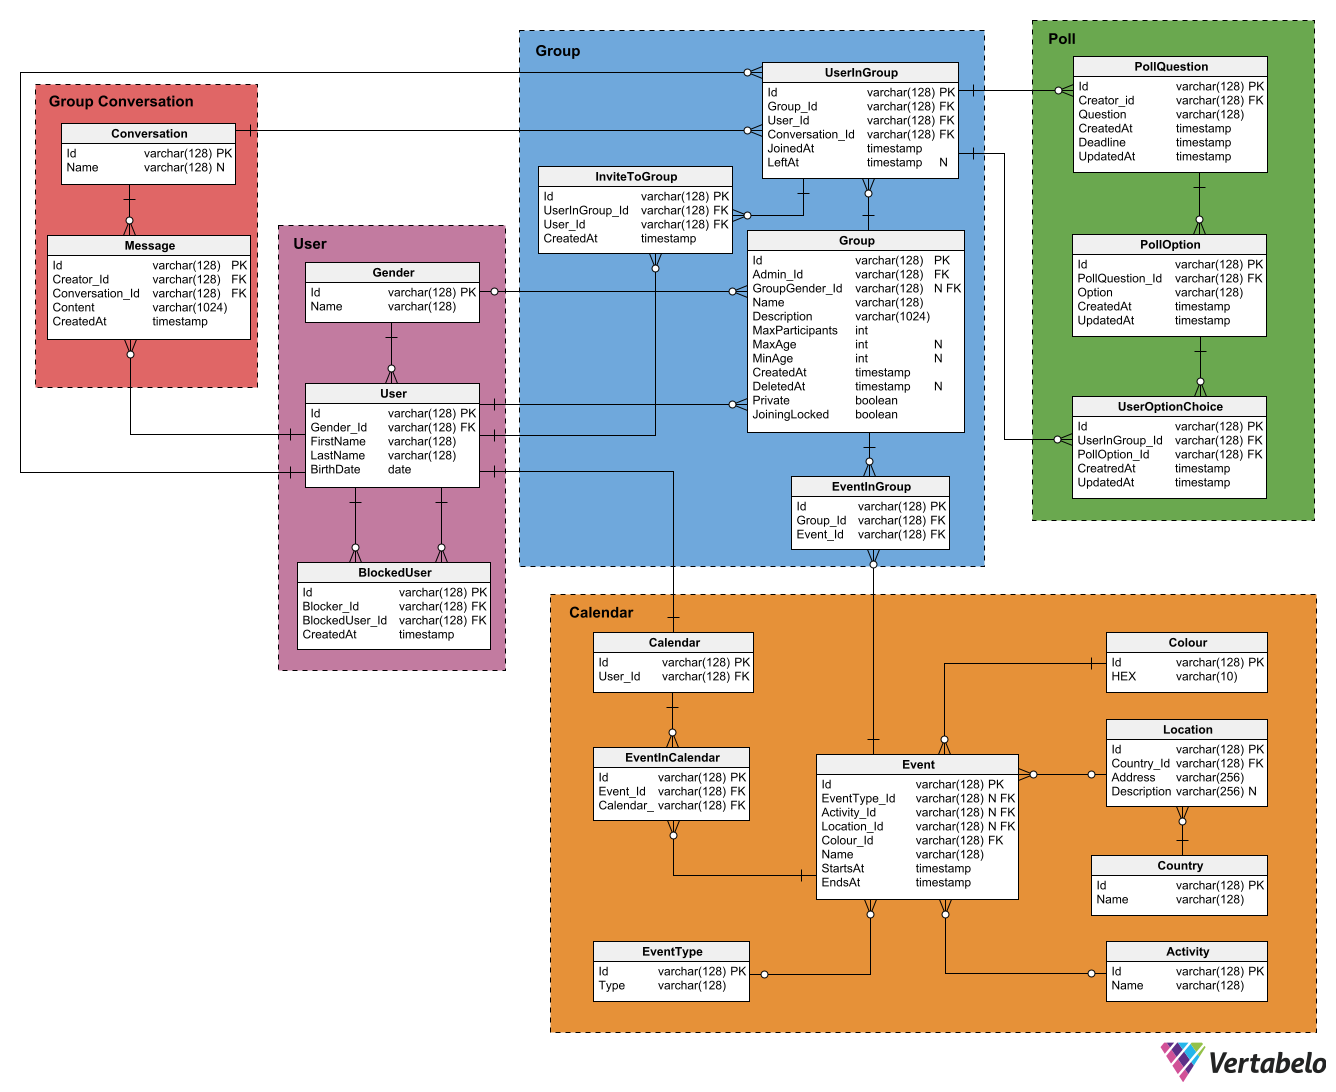 Group Conversation
Conversation
Id varchar(128) PK
Name varchar(128) N
Message
Id varchar(128) PK
Creator_Id varchar(128) FK
Conversation_Id varchar(128) FK
Content varchar(1024)
CreatedAt timestamp
User
Gender
Id varchar(128) PK
Name varchar(128)
User
Id varchar(128) PK
Gender_Id varchar(128) FK
FirstName varchar(128)
LastName varchar(128)
BirthDate date
BlockedUser
Id varchar(128) PK
Blocker_Id varchar(128) FK
BlockedUser_Id varchar(128) FK
CreatedAt timestamp
Group
UserInGroup
Id varchar(128) PK
Group_Id varchar(128) FK
User_Id varchar(128) FK
Conversation_Id varchar(128) FK
JoinedAt timestamp
LeftAt timestamp N
InviteToGroup
Id varchar(128) PK
UserInGroup_Id varchar(128) FK
User_Id varchar(128) FK
CreatedAt timestamp
Group
Id varchar(128) PK
Admin_Id varchar(128) FK
GroupGender_Id varchar(128) N FK
Name varchar(128)
Description varchar(1024)
MaxParticipants int
MaxAge int N
MinAge int N
CreatedAt timestamp
DeletedAt timestamp N
Private boolean
JoiningLocked boolean
EventInGroup
Id varchar(128) PK
Group_Id varchar(128) FK
Event_Id varchar(128) FK
Poll
PollQuestion
Id varchar(128) PK
Creator_id varchar(128) FK
Question varchar(128)
CreatedAt timestamp
Deadline timestamp
UpdatedAt timestamp
PollOption
Id varchar(128) PK
PollQuestion_Id varchar(128) FK
Option varchar(128)
CreatedAt timestamp
UpdatedAt timestamp
UserOptionChoice
Id varchar(128) PK
UserInGroup_Id varchar(128) FK
PollOption_Id varchar(128) FK
CreatredAt timestamp
UpdatedAt timestamp
Calendar
Calendar
Id varchar(128) PK
User_Id varchar(128) FK
EventInCalendar
Id varchar(128) PK
Event_Id varchar(128) FK
Calendar_ varchar(128) FK
Event
Id varchar(128) PK
EventType_Id varchar(128) N FK
Activity_Id varchar(128) N FK
Location_Id varchar(128) N FK
Colour_Id varchar(128) FK
Name varchar(128)
StartsAt timestamp
EndsAt timestamp
Colour
Id varchar(128) PK
HEX varchar(10)
Location
Id varchar(128) PK
Country_Id varchar(128) FK
Address varchar(256)
Description varchar(256) N
Country
Id varchar(128) PK
Name varchar(128)
EventType
Id varchar(128) PK
Type varchar(128)
Activity
Id varchar(128) PK
Name varchar(128)
Vertabelo